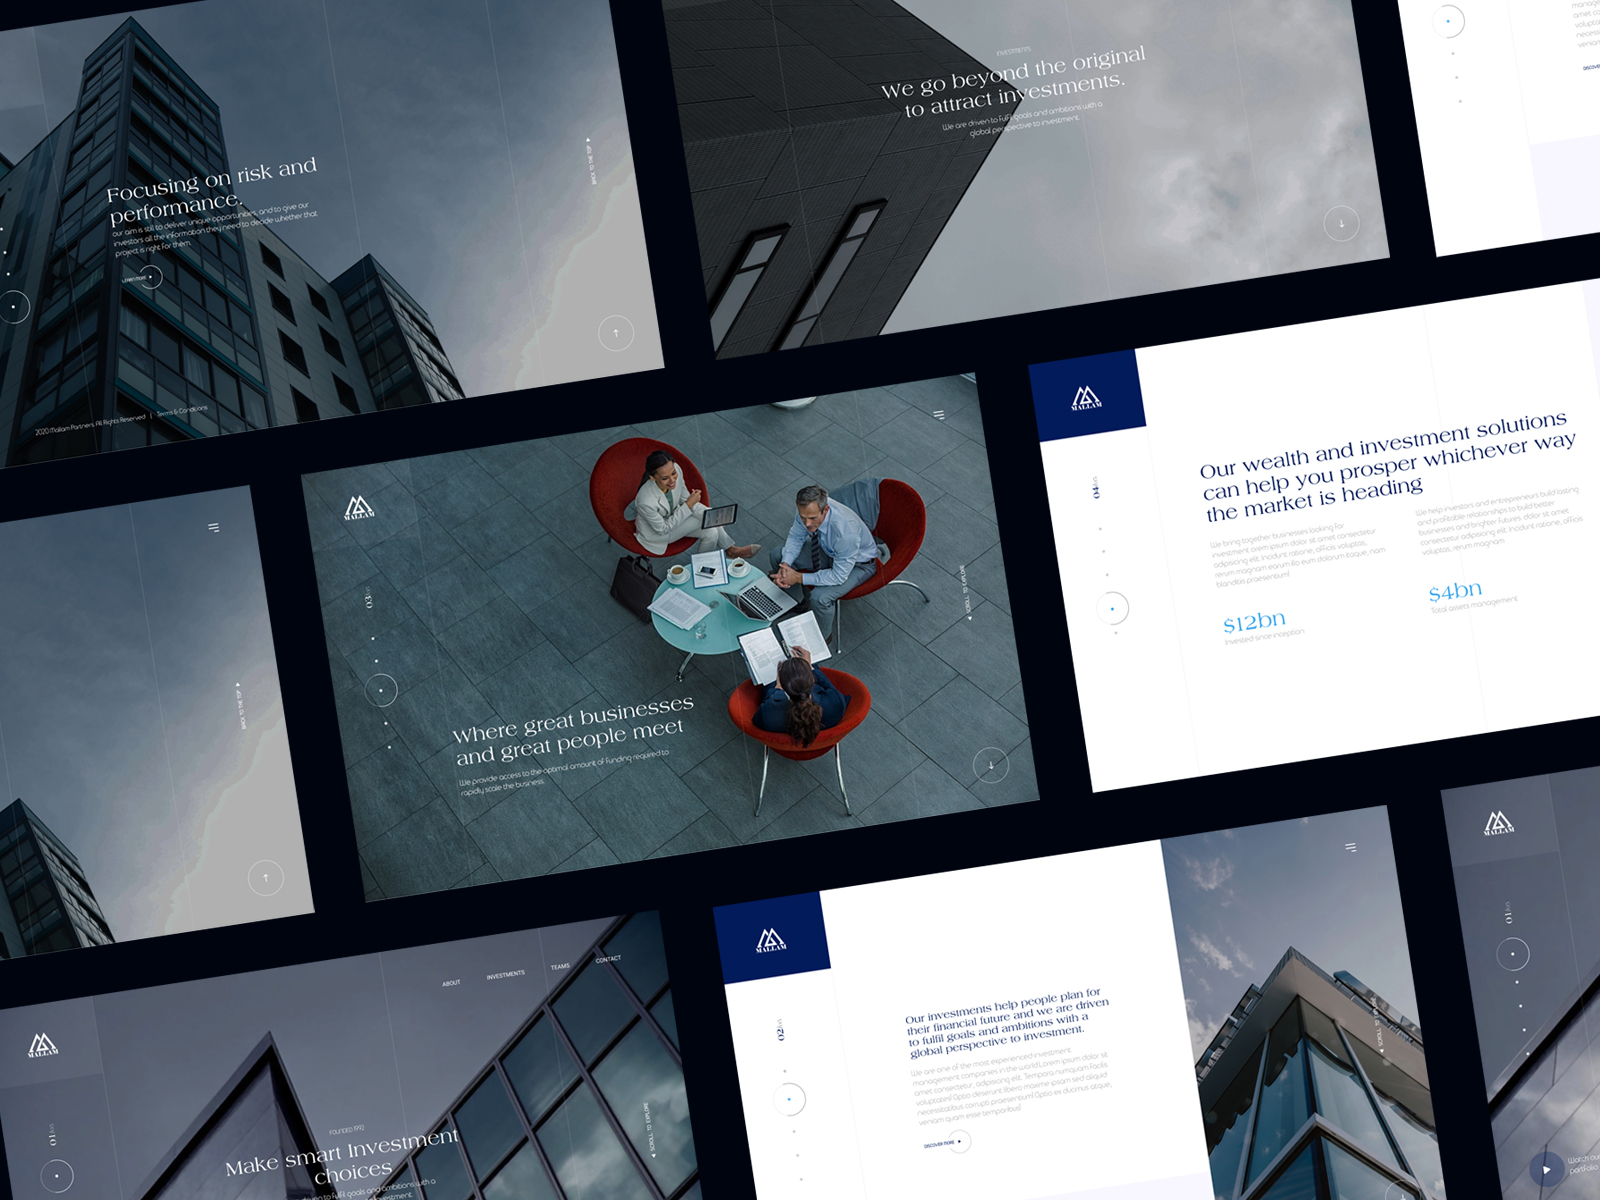 Focusing on risk and
performance.
our aim is still to deliver unique opportunities, and to give our
investors all the information they need to decide whether that
project is right for them.
LEARN MORE
BACK TO THE TOP
2020 Mallam Partners. All Rights Reserved | Terms & Conditions
INVESTMENTS
We go beyond the original
to attract investments.
We are driven to fulfil goals and ambitions with a
global perspective to investment.
BACK TO THE TOP
MALLAM
03
SCROLL TO EXPLORE
Where great businesses
and great people meet
We provide access to the optimal amount of funding required to
rapidly scale the business.
MALLAM
04
Our wealth and investment solutions
can help you prosper whichever way
the market is heading
We bring together businesses looking for
investment orem ipsum dolor sit amet consectetur
adipisicing elit. Incidunt ratione, officiis voluptas,
rerum magnam earum illo eum dolorum itaque, nam
blanditiis praesentium!
We help investors and entrepreneurs build lasting
and profitable relationships to build better
businesses and brighter futures. dolor sit amet
consectetur adipisicing elit. Incidunt ratione, officiis
voluptas, rerum magnam
$12bn
Invested since inception
$4bn
Total assets management
MALLAM
01
ABOUT
INVESTMENTS
TEAMS
CONTACT
FOUNDED 1992
Make smart Investment
choices
driven to fulfil goals and ambitions with a
investment.
SCROLL TO EXPLORE
MALLAM
02
Our investments help people plan for
their financial future and we are driven
to fulfil goals and ambitions with a
global perspective to investment.
We are one of the most experienced investment
management companies in the world.Lorem ipsum dolor sit
amet consectetur, adipisicing elit. Tempora numquam facilis
voluptates! Optio deserunt libero maxime ipsam sed aliquid
necessitatibus corrupti praesentium! Optio ex ducimus atque,
veniam quam esse temporibus!
DISCOVER MORE
SCROLL TO EXPLORE
MALLAM
01
Watch our
portfolio